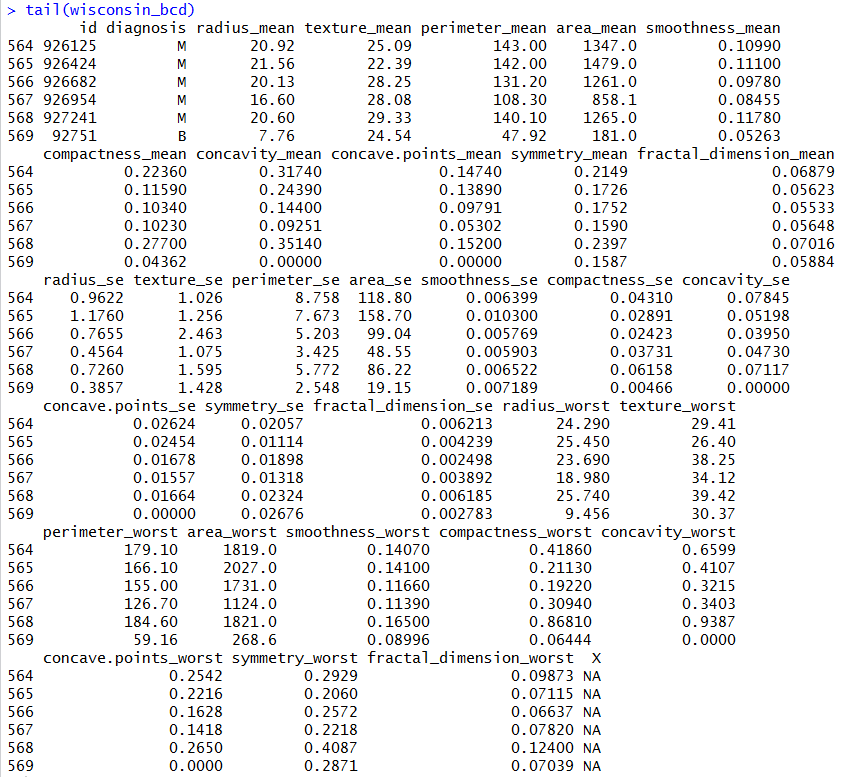 > tail(wisconsin_bcd)
id diagnosis radius_mean texture_mean perimeter_mean area_mean smoothness_mean
564 926125 M 20.92 25.09 143.00 1347.0 0.10990
565 926424 M 21.56 22.39 142.00 1479.0 0.11100
566 926682 M 20.13 28.25 131.20 1261.0 0.09780
567 926954 M 16.60 28.08 108.30 858.1 0.08455
568 927241 M 20.60 29.33 140.10 1265.0 0.11780
569 92751 B 7.76 24.54 47.92 181.0 0.05263
compactness_mean concavity_mean concave.points_mean symmetry_mean fractal_dimension_mean
564 0.22360 0.31740 0.14740 0.2149 0.06879
565 0.11590 0.24390 0.13890 0.1726 0.05623
566 0.10340 0.14400 0.09791 0.1752 0.05533
567 0.10230 0.09251 0.05302 0.1590 0.05648
568 0.27700 0.35140 0.15200 0.2397 0.07016
569 0.04362 0.00000 0.00000 0.1587 0.05884
radius_se texture_se perimeter_se area_se smoothness_se compactness_se concavity_se
564 0.9622 1.026 8.758 118.80 0.006399 0.04310 0.07845
565 1.1760 1.256 7.673 158.70 0.010300 0.02891 0.05198
566 0.7655 2.463 5.203 99.04 0.005769 0.02423 0.03950
567 0.4564 1.075 3.425 48.55 0.005903 0.03731 0.04730
568 0.7260 1.595 5.772 86.22 0.006522 0.06158 0.07117
569 0.3857 1.428 2.548 19.15 0.007189 0.00466 0.00000
concave.points_se symmetry_se fractal_dimension_se radius_worst texture_worst
564 0.02624 0.02057 0.006213 24.290 29.41
565 0.02454 0.01114 0.004239 25.450 26.40
566 0.01678 0.01898 0.002498 23.690 38.25
567 0.01557 0.01318 0.003892 18.980 34.12
568 0.01664 0.02324 0.006185 25.740 39.42
569 0.00000 0.02676 0.002783 9.456 30.37
perimeter_worst area_worst smoothness_worst compactness_worst concavity_worst
564 179.10 1819.0 0.14070 0.41860 0.6599
565 166.10 2027.0 0.14100 0.21130 0.4107
566 155.00 1731.0 0.11660 0.19220 0.3215
567 126.70 1124.0 0.11390 0.30940 0.3403
568 184.60 1821.0 0.16500 0.86810 0.9387
569 59.16 268.6 0.08996 0.06444 0.0000
concave.points_worst symmetry_worst fractal_dimension_worst X
564 0.2542 0.2929 0.09873 NA
565 0.2216 0.2060 0.07115 NA
566 0.1628 0.2572 0.06637 NA
567 0.1418 0.2218 0.07820 NA
568 0.2650 0.4087 0.12400 NA
569 0.0000 0.2871 0.07039 NA